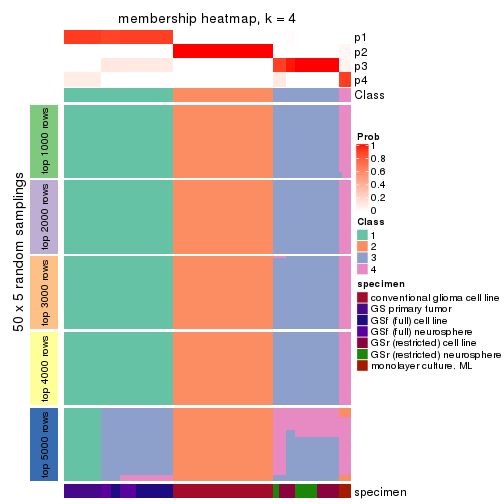 membership heatmap, k = 4
p1
p2
p3
p4
Class
50 x 5 random samplings
top 1000 rows
top 2000 rows
top 3000 rows
top 4000 rows
top 5000 rows
specimen
Prob
1
0.8
0.6
0.4
0.2
0
Class
1
2
3
4
specimen
conventional glioma cell line
GS primary tumor
GSf (full) cell line
GSf (full) neurosphere
GSr (restricted) cell line
GSr (restricted) neurosphere
monolayer culture, ML